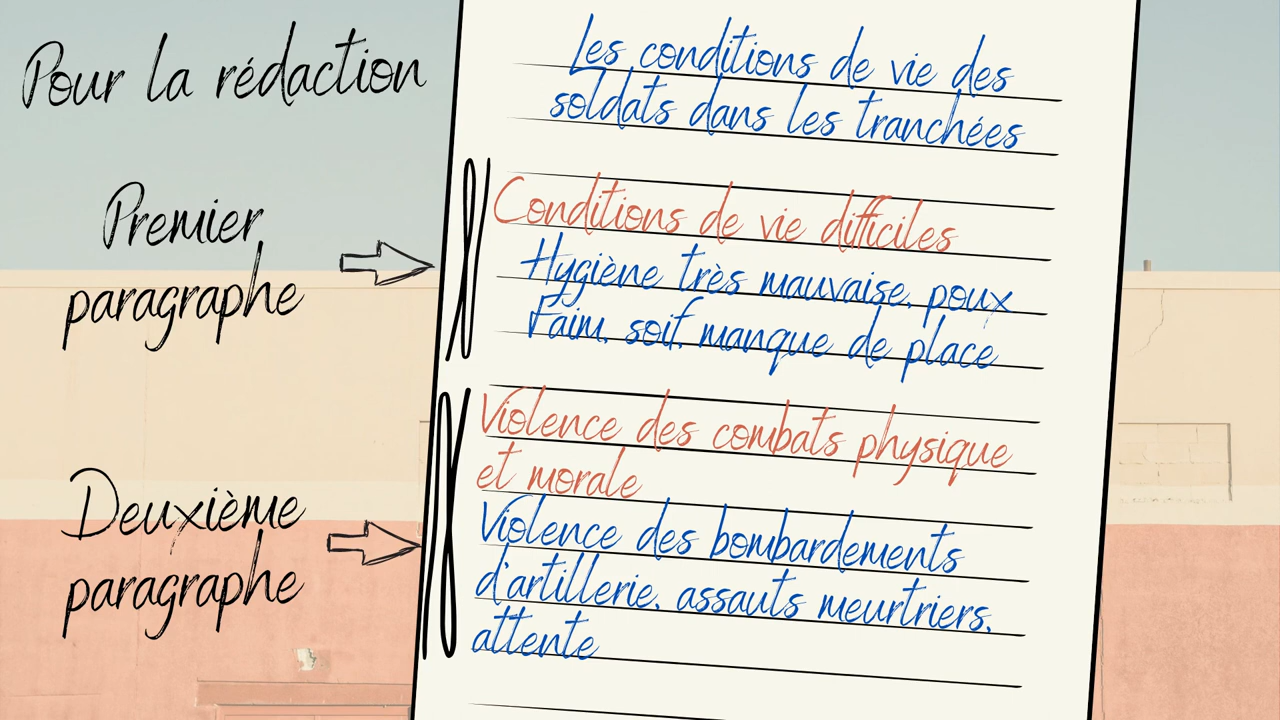 Pour la rédaction
Premier
paragraphe
Deuxième
paragraphe
Les conditions de vie des
soldats dans les tranchées
Conditions de vie difficiles
Hygiène très mauvaise, poux
Faim, soif, manque de place
Violence des combats physique
et morale
Violence des bombardements
d'artillerie, assauts meurtriers,
attente